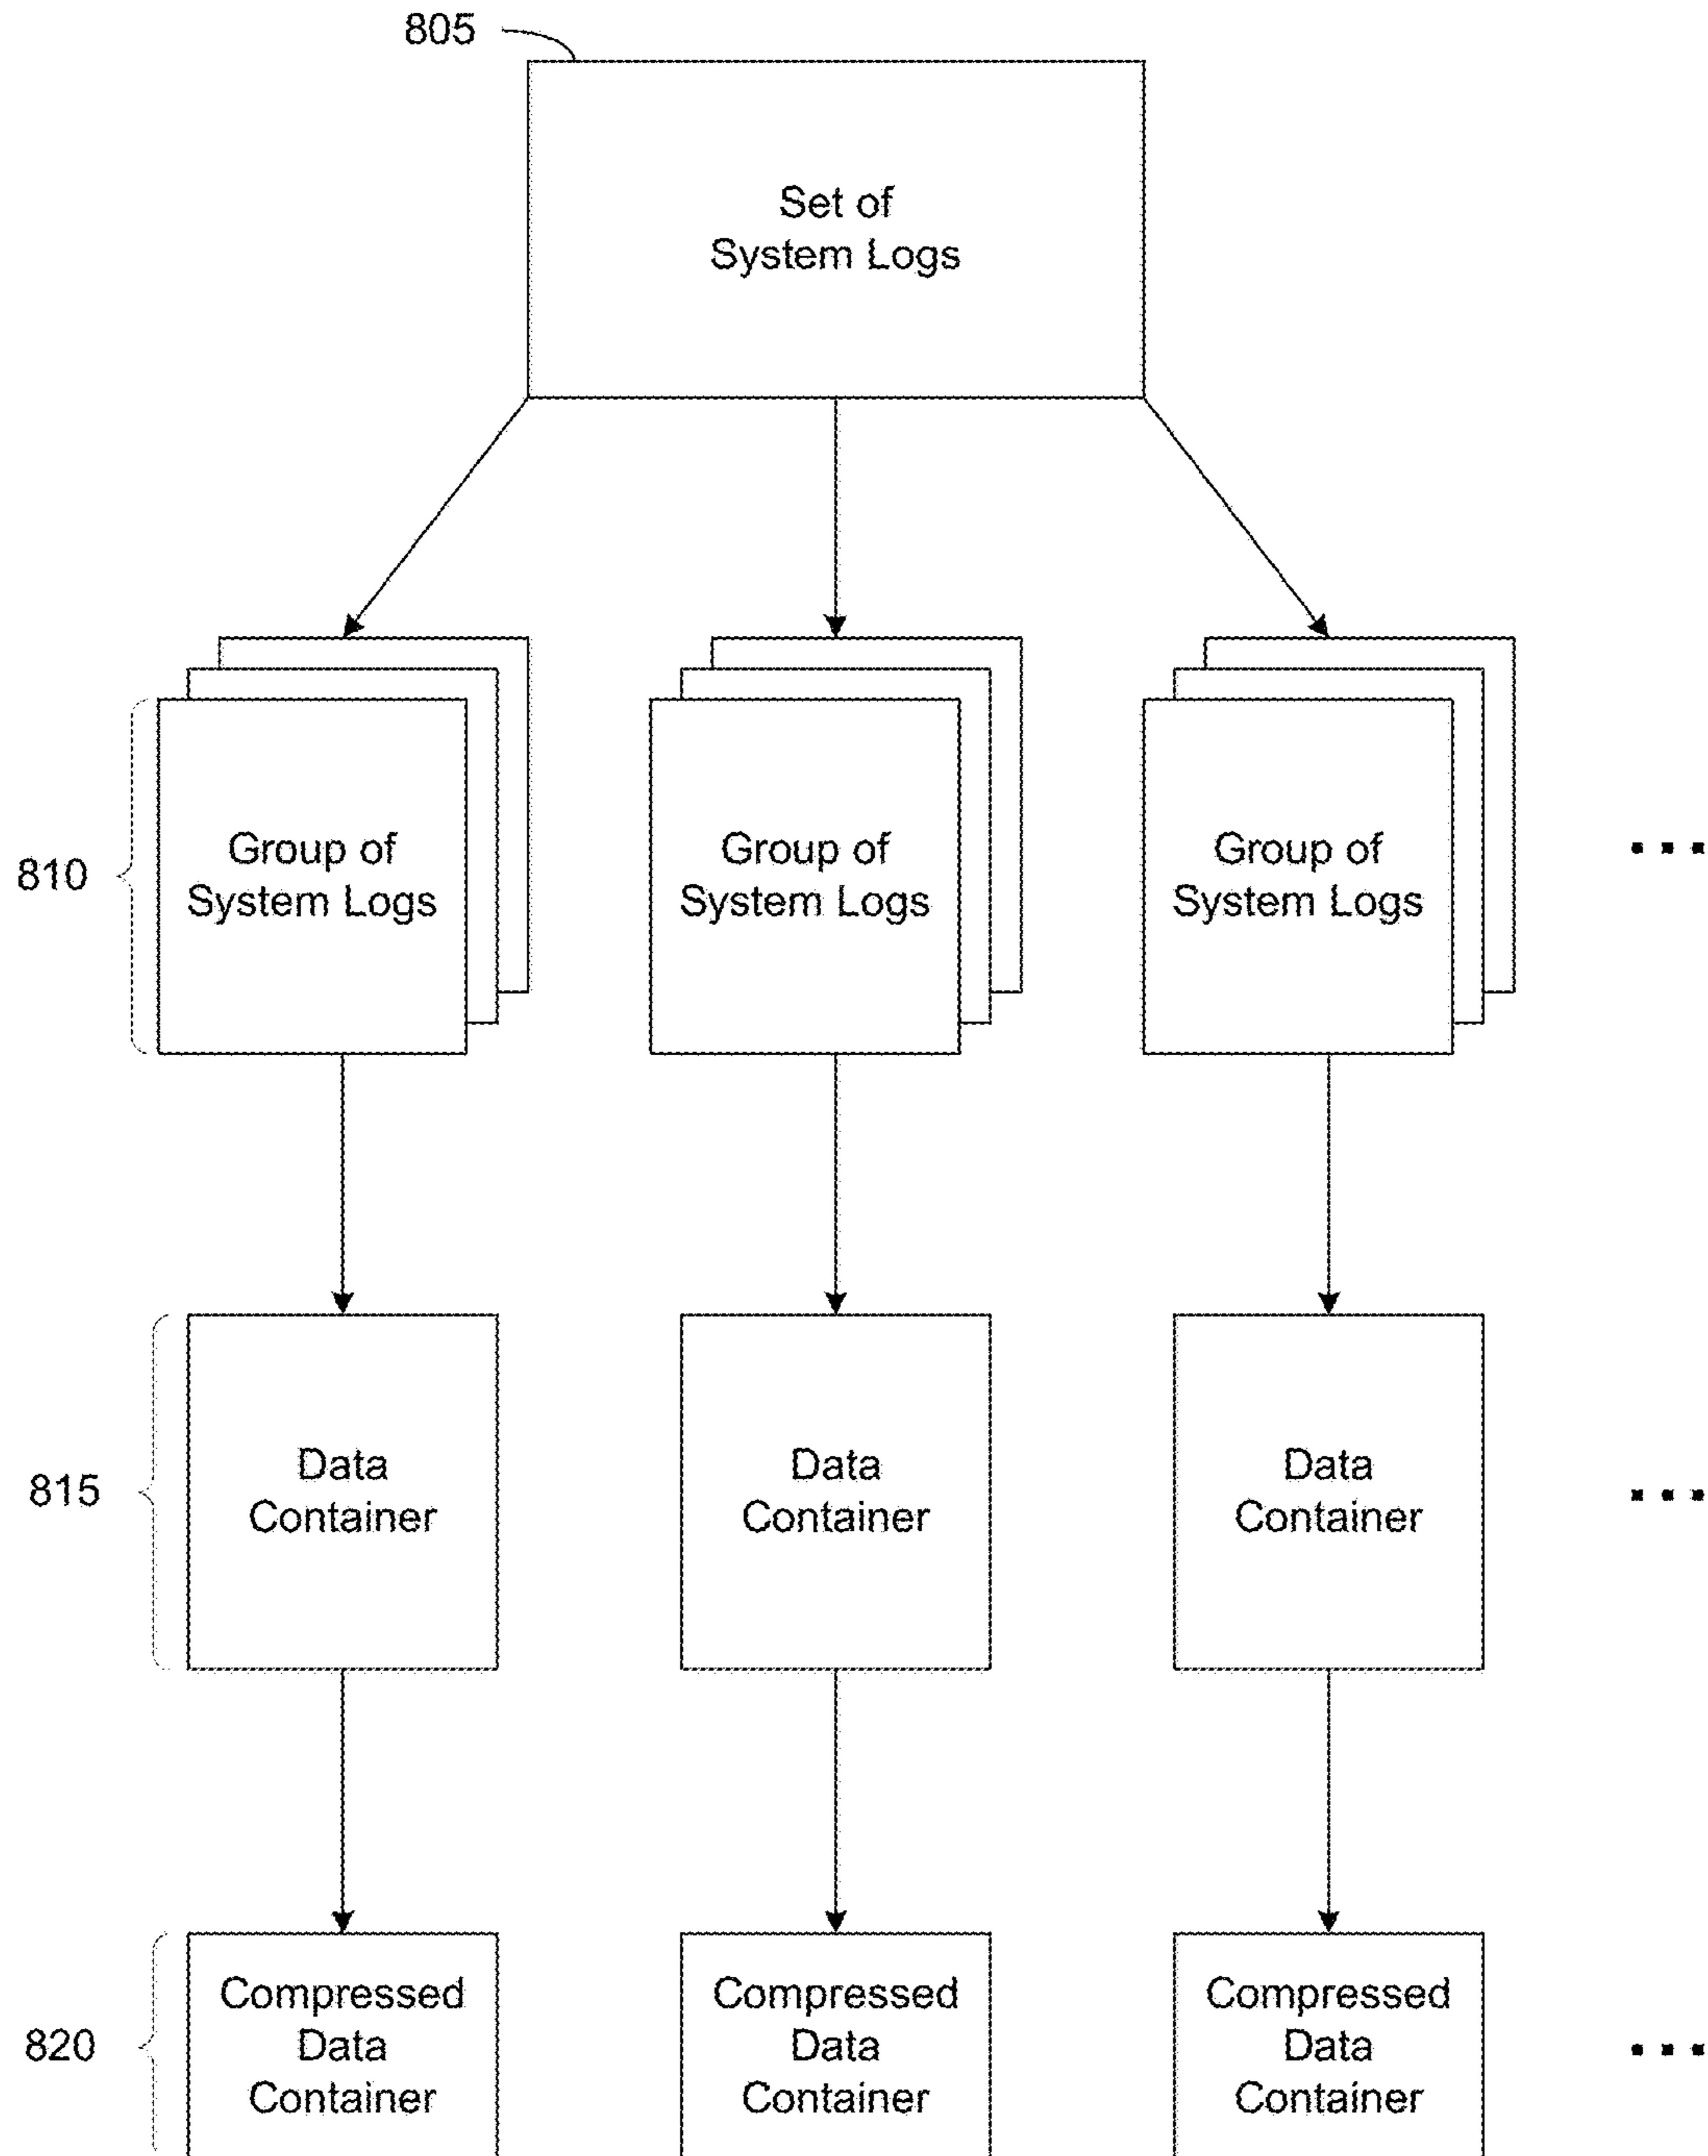 805
Set of
System Logs
810
Group of
System Logs
Group of
System Logs
Group of
System Logs
...
815
Data
Container
Data
Container
Data
Container
...
820
Compressed
Data
Container
Compressed
Data
Container
Compressed
Data
Container
...